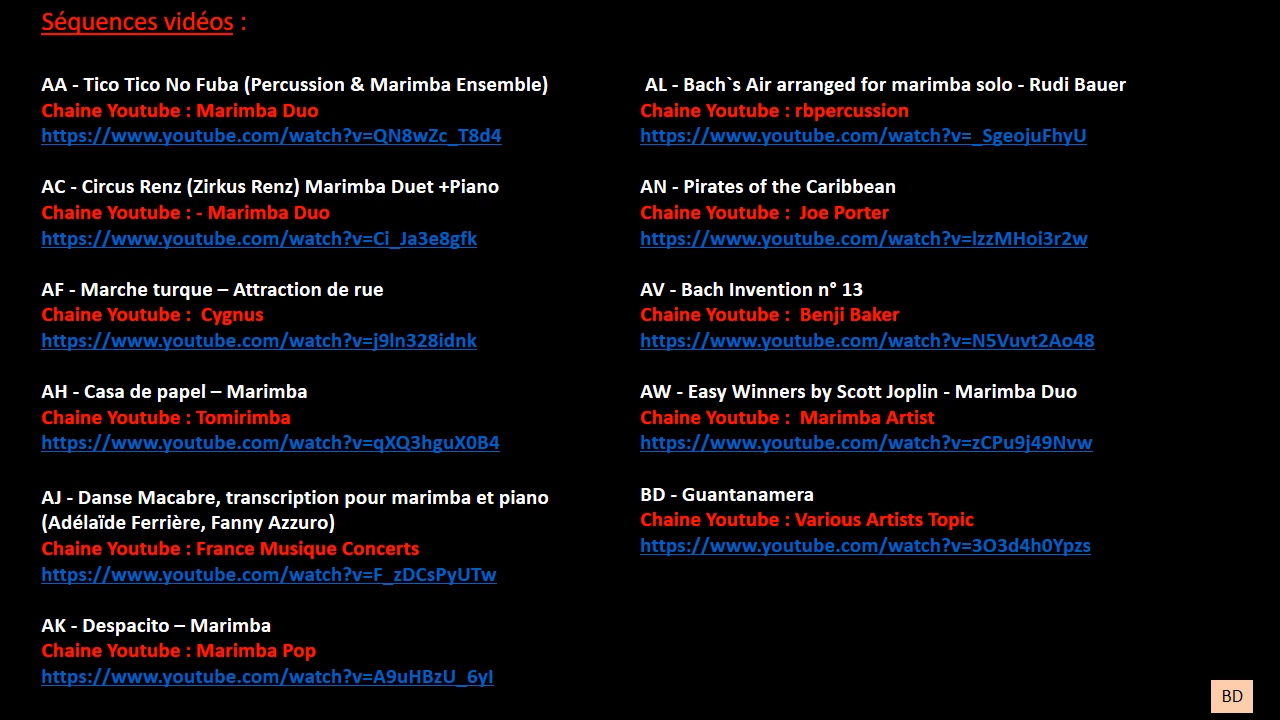 Séquences vidéos :
AA - Tico Tico No Fuba (Percussion & Marimba Ensemble)
Chaine Youtube : Marimba Duo
https://www.youtube.com/watch?v=QN8wZc_T8d4
AC - Circus Renz (Zirkus Renz) Marimba Duet +Piano
Chaine Youtube : - Marimba Duo
https://www.youtube.com/watch?v=Ci_Ja3e8gfk
AF - Marche turque – Attraction de rue
Chaine Youtube :  Cygnus
https://www.youtube.com/watch?v=j9ln328idnk
AH - Casa de papel – Marimba
Chaine Youtube : Tomirimba
https://www.youtube.com/watch?v=qXQ3hguX0B4
AJ - Danse Macabre, transcription pour marimba et piano
(Adélaïde Ferrière, Fanny Azzuro)
Chaine Youtube : France Musique Concerts
https://www.youtube.com/watch?v=F_zDCsPyUTw
AK - Despacito – Marimba
Chaine Youtube : Marimba Pop
https://www.youtube.com/watch?v=A9uHBzU_6yI
AL - Bach`s Air arranged for marimba solo - Rudi Bauer
Chaine Youtube : rbpercussion
https://www.youtube.com/watch?v=_SgeojuFhyU
AN - Pirates of the Caribbean
Chaine Youtube :  Joe Porter
https://www.youtube.com/watch?v=lzzMHoi3r2w
AV - Bach Invention n° 13
Chaine Youtube :  Benji Baker
https://www.youtube.com/watch?v=N5Vuvt2Ao48
AW - Easy Winners by Scott Joplin - Marimba Duo
Chaine Youtube :  Marimba Artist
https://www.youtube.com/watch?v=zCPu9j49Nvw
BD - Guantanamera
Chaine Youtube : Various Artists Topic
https://www.youtube.com/watch?v=3O3d4h0Ypzs
BD